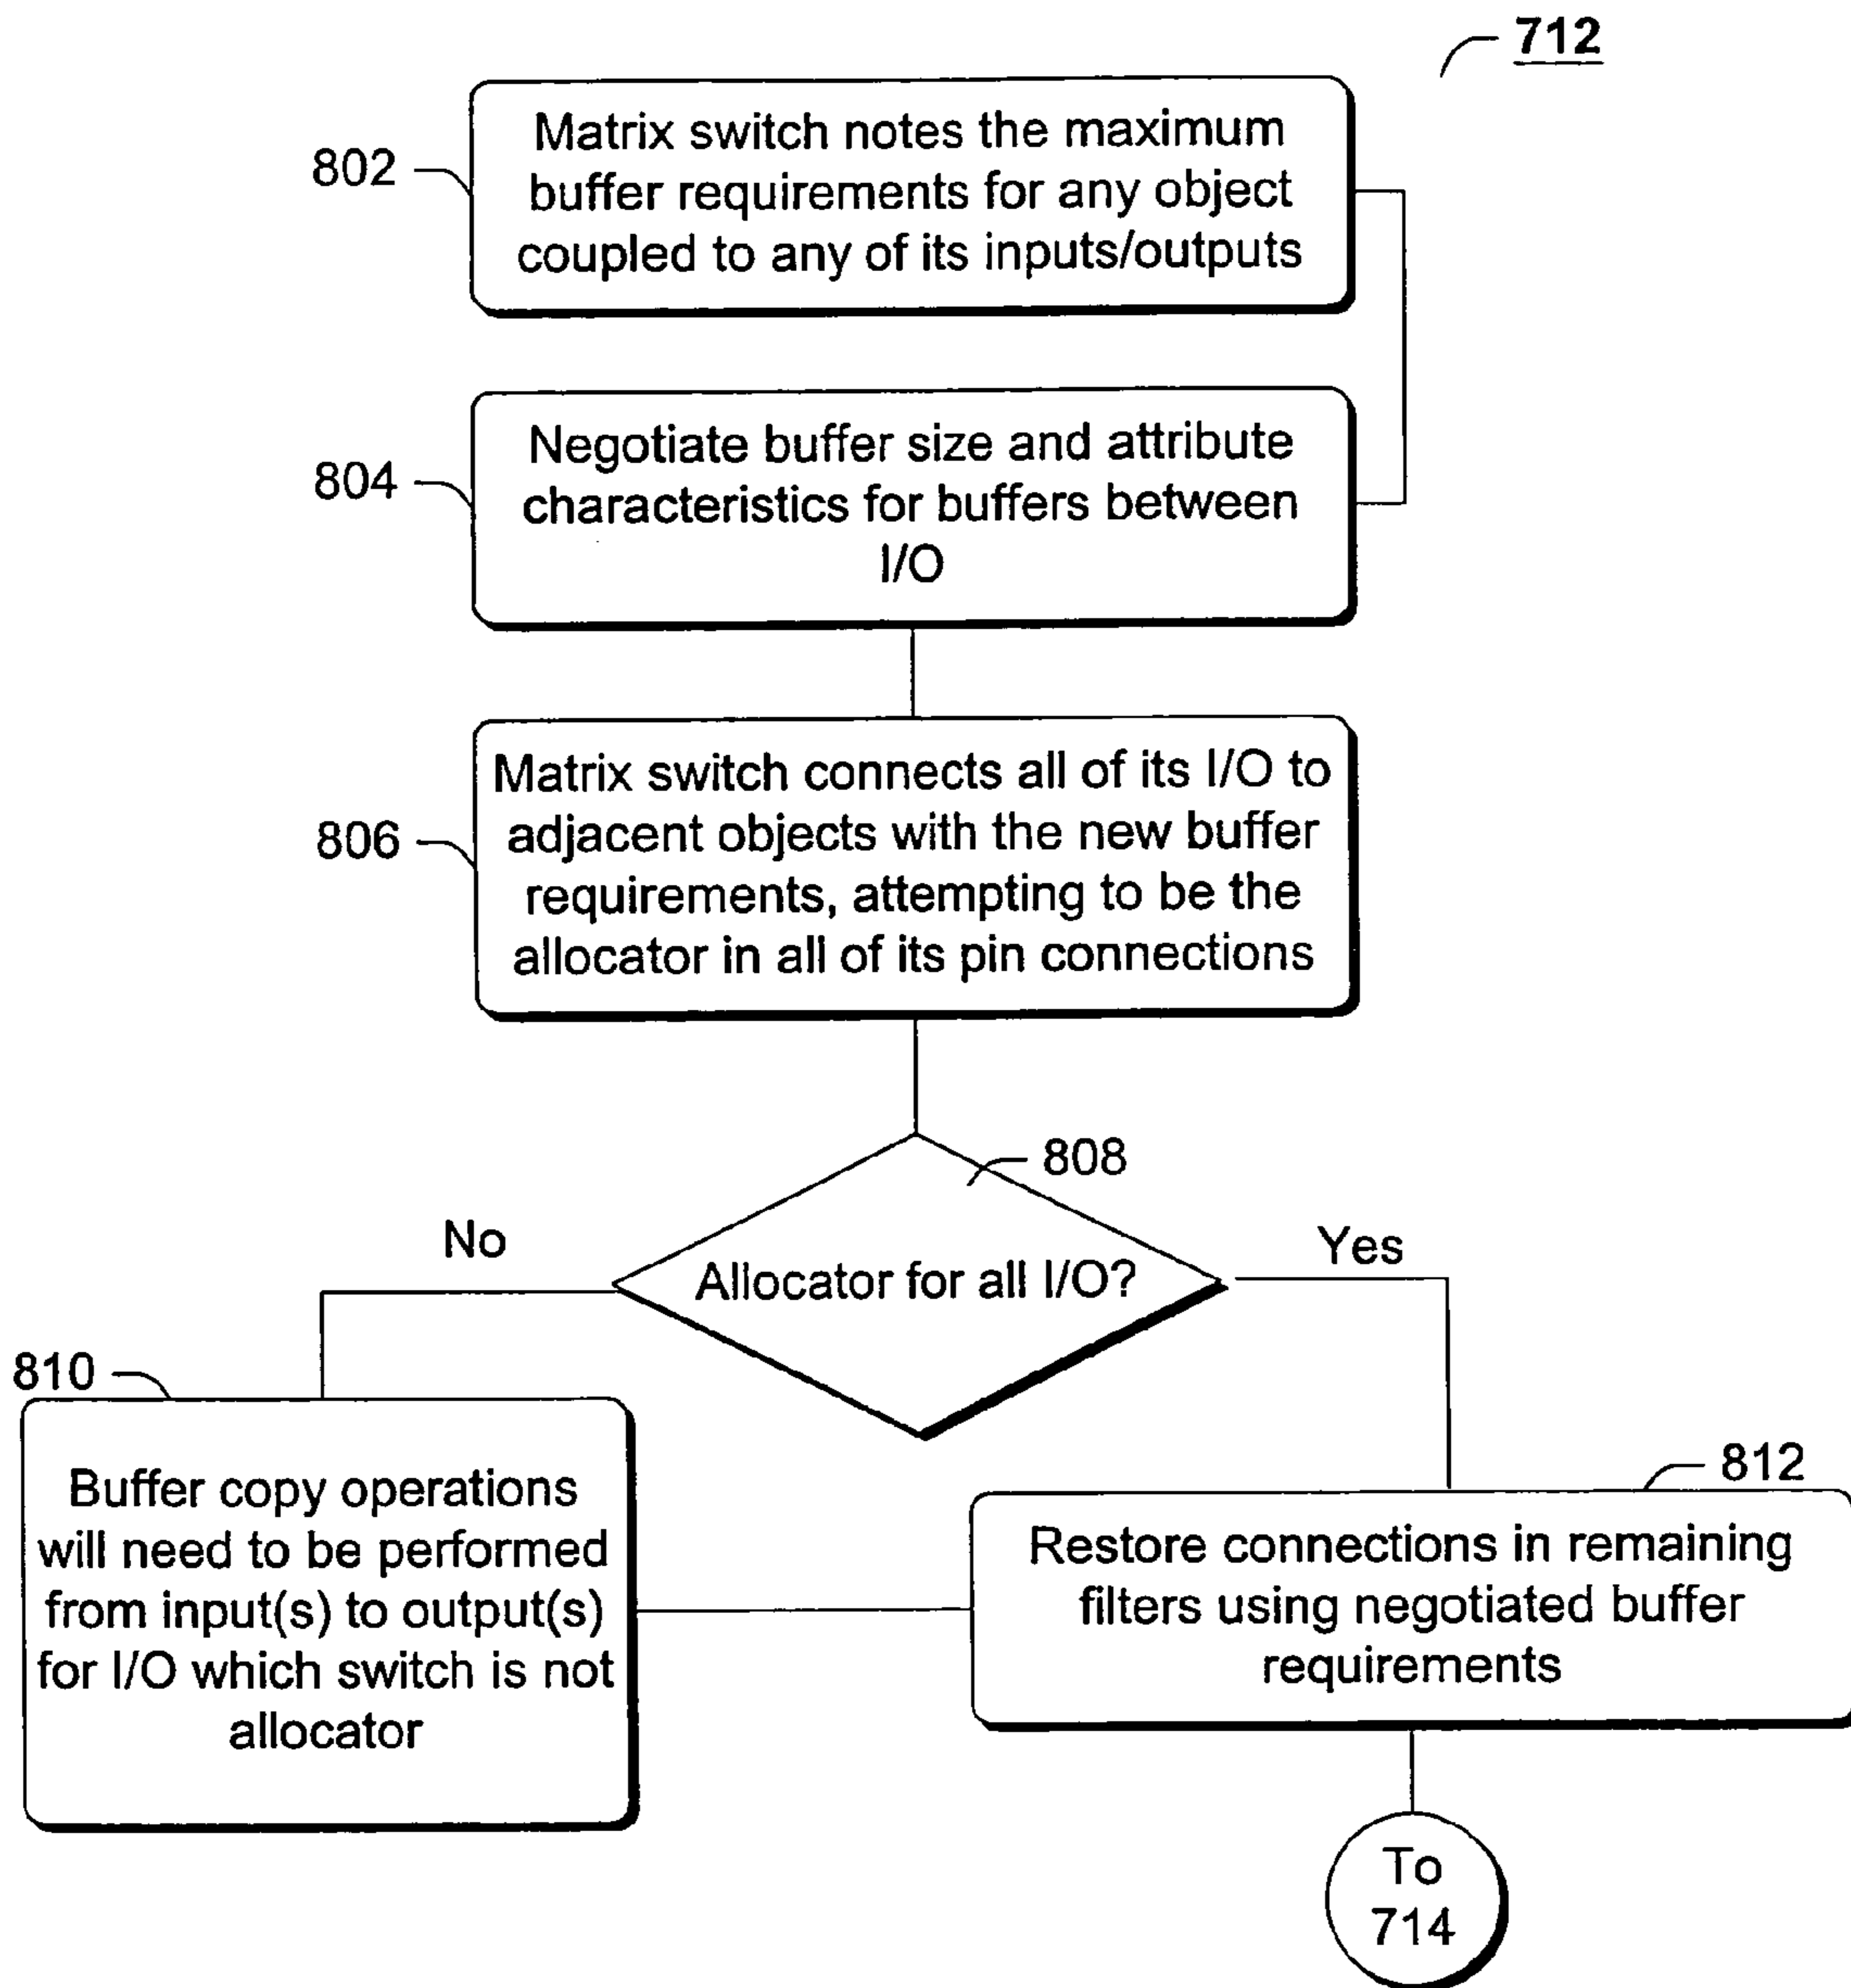 712
802
Matrix switch notes the maximum
buffer requirements for any object
coupled to any of its inputs/outputs
804
Negotiate buffer size and attribute
characteristics for buffers between
I/O
806
Matrix switch connects all of its I/O to
adjacent objects with the new buffer
requirements, attempting to be the
allocator in all of its pin connections
808
No
Yes
Allocator for all I/O?
810
Buffer copy operations
will need to be performed
from input(s) to output(s)
for I/O which switch is not
allocator
812
Restore connections in remaining
filters using negotiated buffer
requirements
To
714